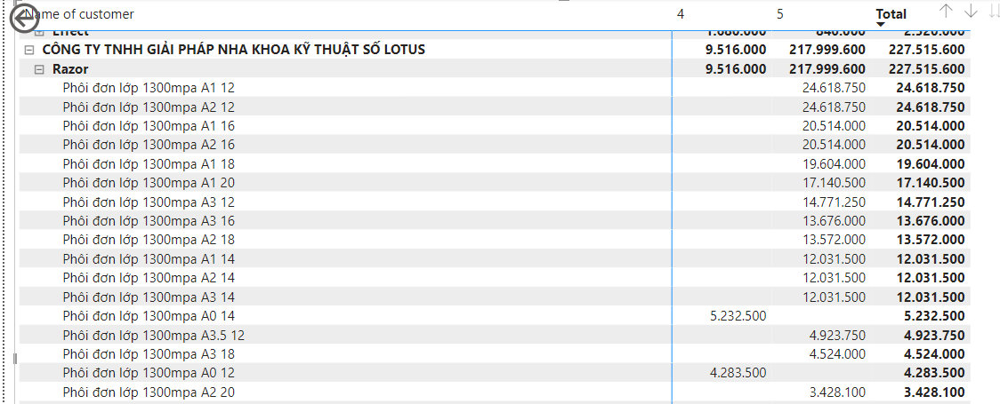 Name of customer 4 5 Total
Effect 1.680.000 840.000 2.520.000
CÔNG TY TNHH GIẢI PHÁP NHA KHOA KỸ THUẬT SỐ LOTUS 9.516.000 217.999.600 227.515.600
Razor 9.516.000 217.999.600 227.515.600
Phôi đơn lớp 1300mpa A1 12 24.618.750 24.618.750
Phôi đơn lớp 1300mpa A2 12 24.618.750 24.618.750
Phôi đơn lớp 1300mpa A1 16 20.514.000 20.514.000
Phôi đơn lớp 1300mpa A2 16 20.514.000 20.514.000
Phôi đơn lớp 1300mpa A1 18 19.604.000 19.604.000
Phôi đơn lớp 1300mpa A1 20 17.140.500 17.140.500
Phôi đơn lớp 1300mpa A3 12 14.771.250 14.771.250
Phôi đơn lớp 1300mpa A3 16 13.676.000 13.676.000
Phôi đơn lớp 1300mpa A2 18 13.572.000 13.572.000
Phôi đơn lớp 1300mpa A1 14 12.031.500 12.031.500
Phôi đơn lớp 1300mpa A2 14 12.031.500 12.031.500
Phôi đơn lớp 1300mpa A3 14 12.031.500 12.031.500
Phôi đơn lớp 1300mpa A0 14 5.232.500 5.232.500
Phôi đơn lớp 1300mpa A3.5 12 4.923.750 4.923.750
Phôi đơn lớp 1300mpa A3 18 4.524.000 4.524.000
Phôi đơn lớp 1300mpa A0 12 4.283.500 4.283.500
Phôi đơn lớp 1300mpa A2 20 3.428.100 3.428.100